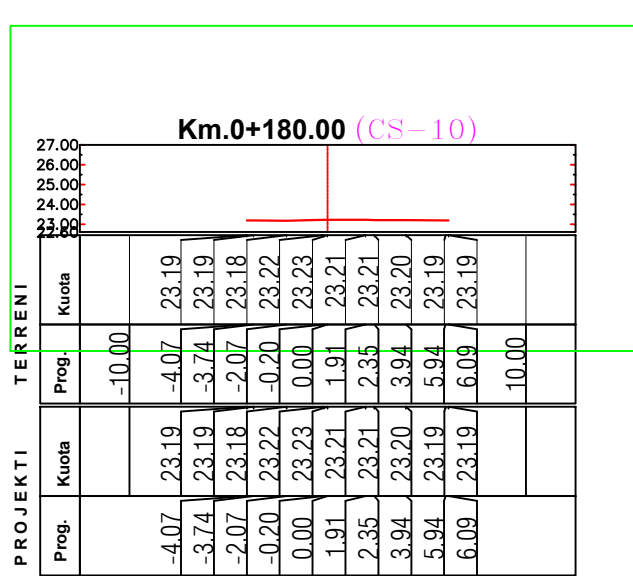 Km.0+180.00 (CS-10)
27.00
26.00
25.00
24.00
23.00
22.60
TERRENI
Kuota 23.19 23.19 23.18 23.22 23.23 23.21 23.21 23.20 23.19 23.19
Prog. -10.00 -4.07 -3.74 -2.07 -0.20 0.00 1.91 2.35 3.94 5.94 6.09 10.00
PROJEKTI
Kuota 23.19 23.19 23.18 23.22 23.23 23.21 23.21 23.20 23.19 23.19
Prog. -4.07 -3.74 -2.07 -0.20 0.00 1.91 2.35 3.94 5.94 6.09